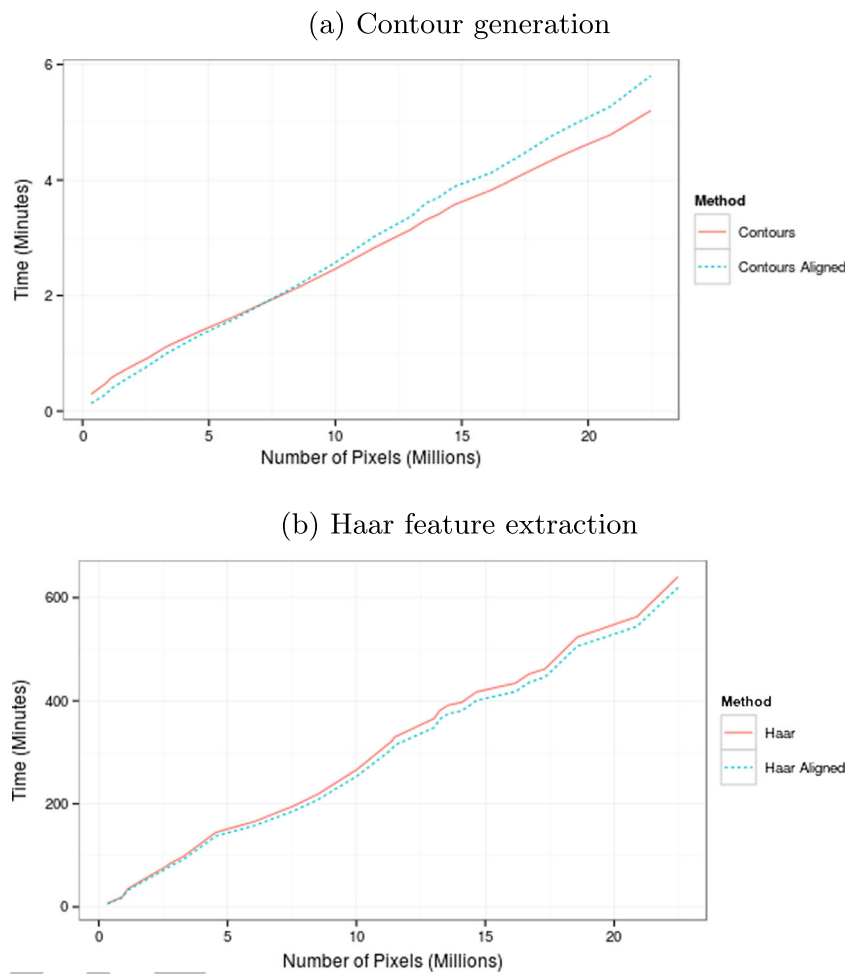 (a) Contour generation
6
4
2
0
Time (Minutes)
0 5 10 15 20
Number of Pixels (Millions)
Method
Contours
Contours Aligned
(b) Haar feature extraction
600
400
200
0
Time (Minutes)
0 5 10 15 20
Number of Pixels (Millions)
Method
Haar
Haar Aligned